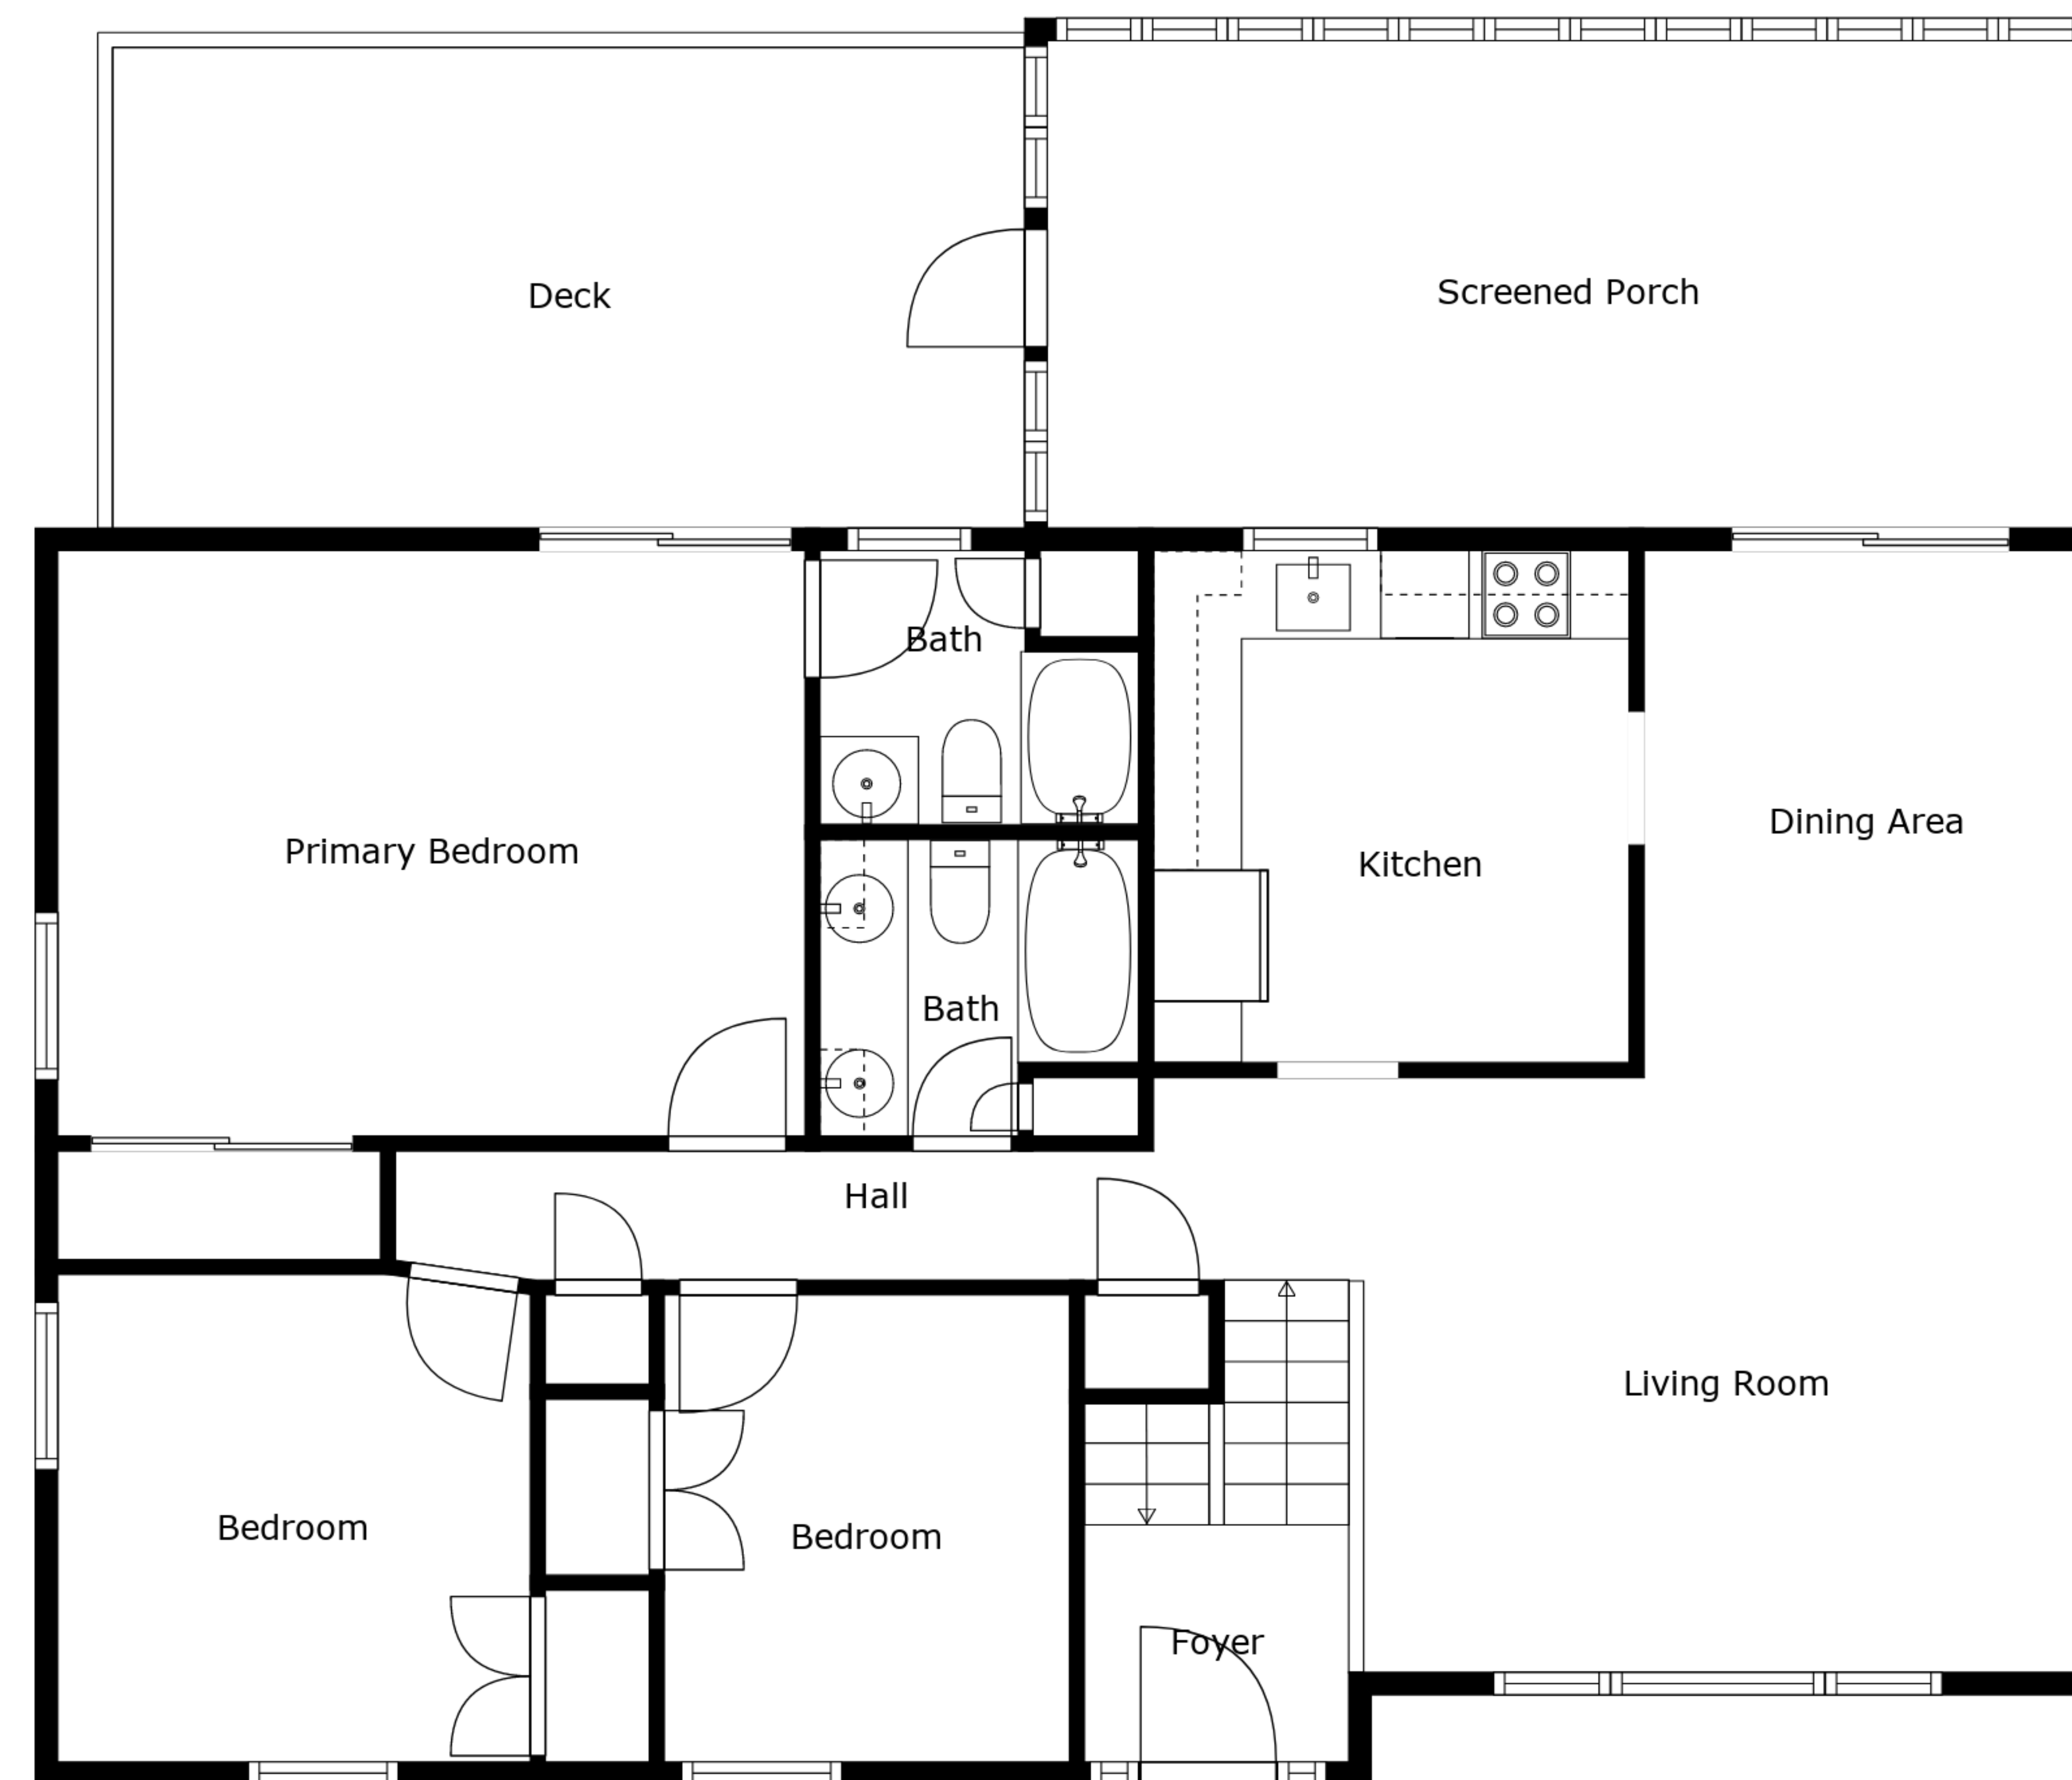 Deck
Screened Porch
Bath
Dining Area
Primary Bedroom
Kitchen
Bath
Hall
Living Room
Bedroom
Bedroom
Foyer